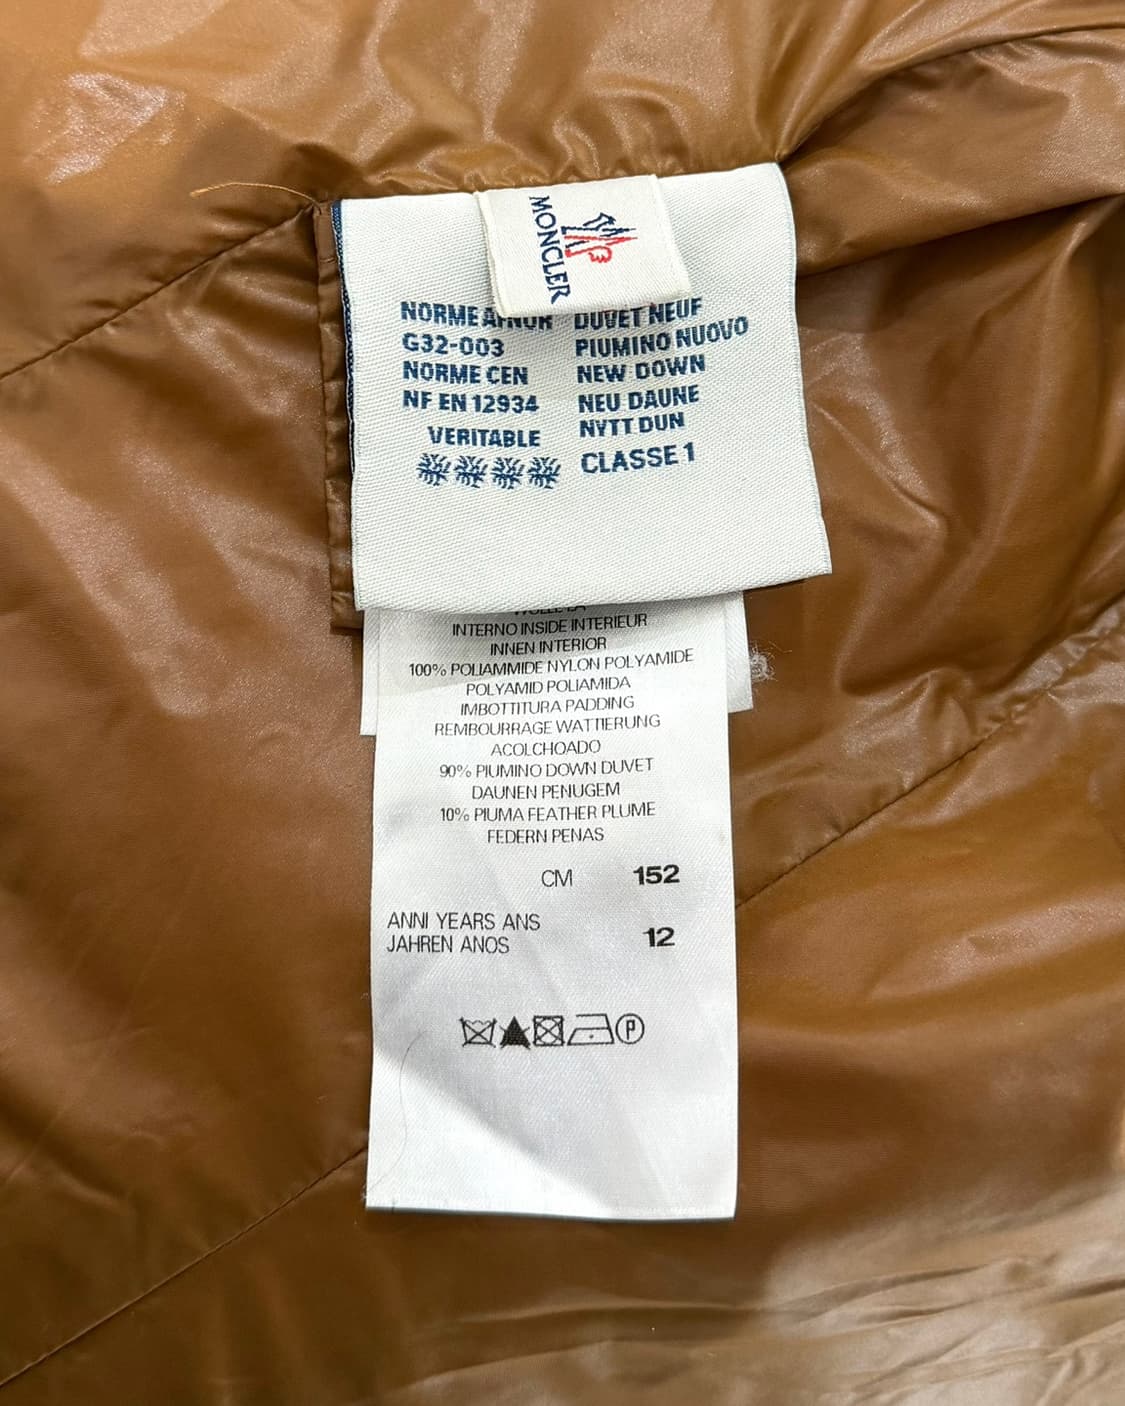 MONCLER
NORME AFNOR
G32-003
NORME CEN
NF EN 12934
VERITABLE
DUVET NEUF
PIUMINO NUOVO
NEW DOWN
NEU DAUNE
NYTT DUN
CLASSE 1
INTERNO INSIDE INTERIEUR
INNEN INTERIOR
100% POLIAMMIDE NYLON POLYAMIDE
POLYAMID POLIAMIDA
IMBOTTITURA PADDING
REMBOURRAGE WATTIERUNG
ACOLCHOADO
90% PIUMINO DOWN DUVET
DAUNEN PENUGEM
10% PIUMA FEATHER PLUME
FEDERN PENAS
CM 152
ANNI YEARS ANS
JAHREN ANOS 12
P